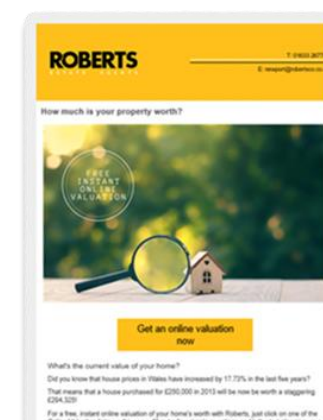 ROBERTS
ESTATE AGENTS
How much is your property worth?
FREE
INSTANT
ONLINE
VALUATION
Get an online valuation
now
What's the current value of your home?
Did you know that house prices in Wales have increased by 17.73% in the last five years?
That means that a house purchased for £250,000 in 2013 will be now be worth a staggering
£294,325!
For a free, instant online valuation of your home's worth with Roberts, just click on one of the